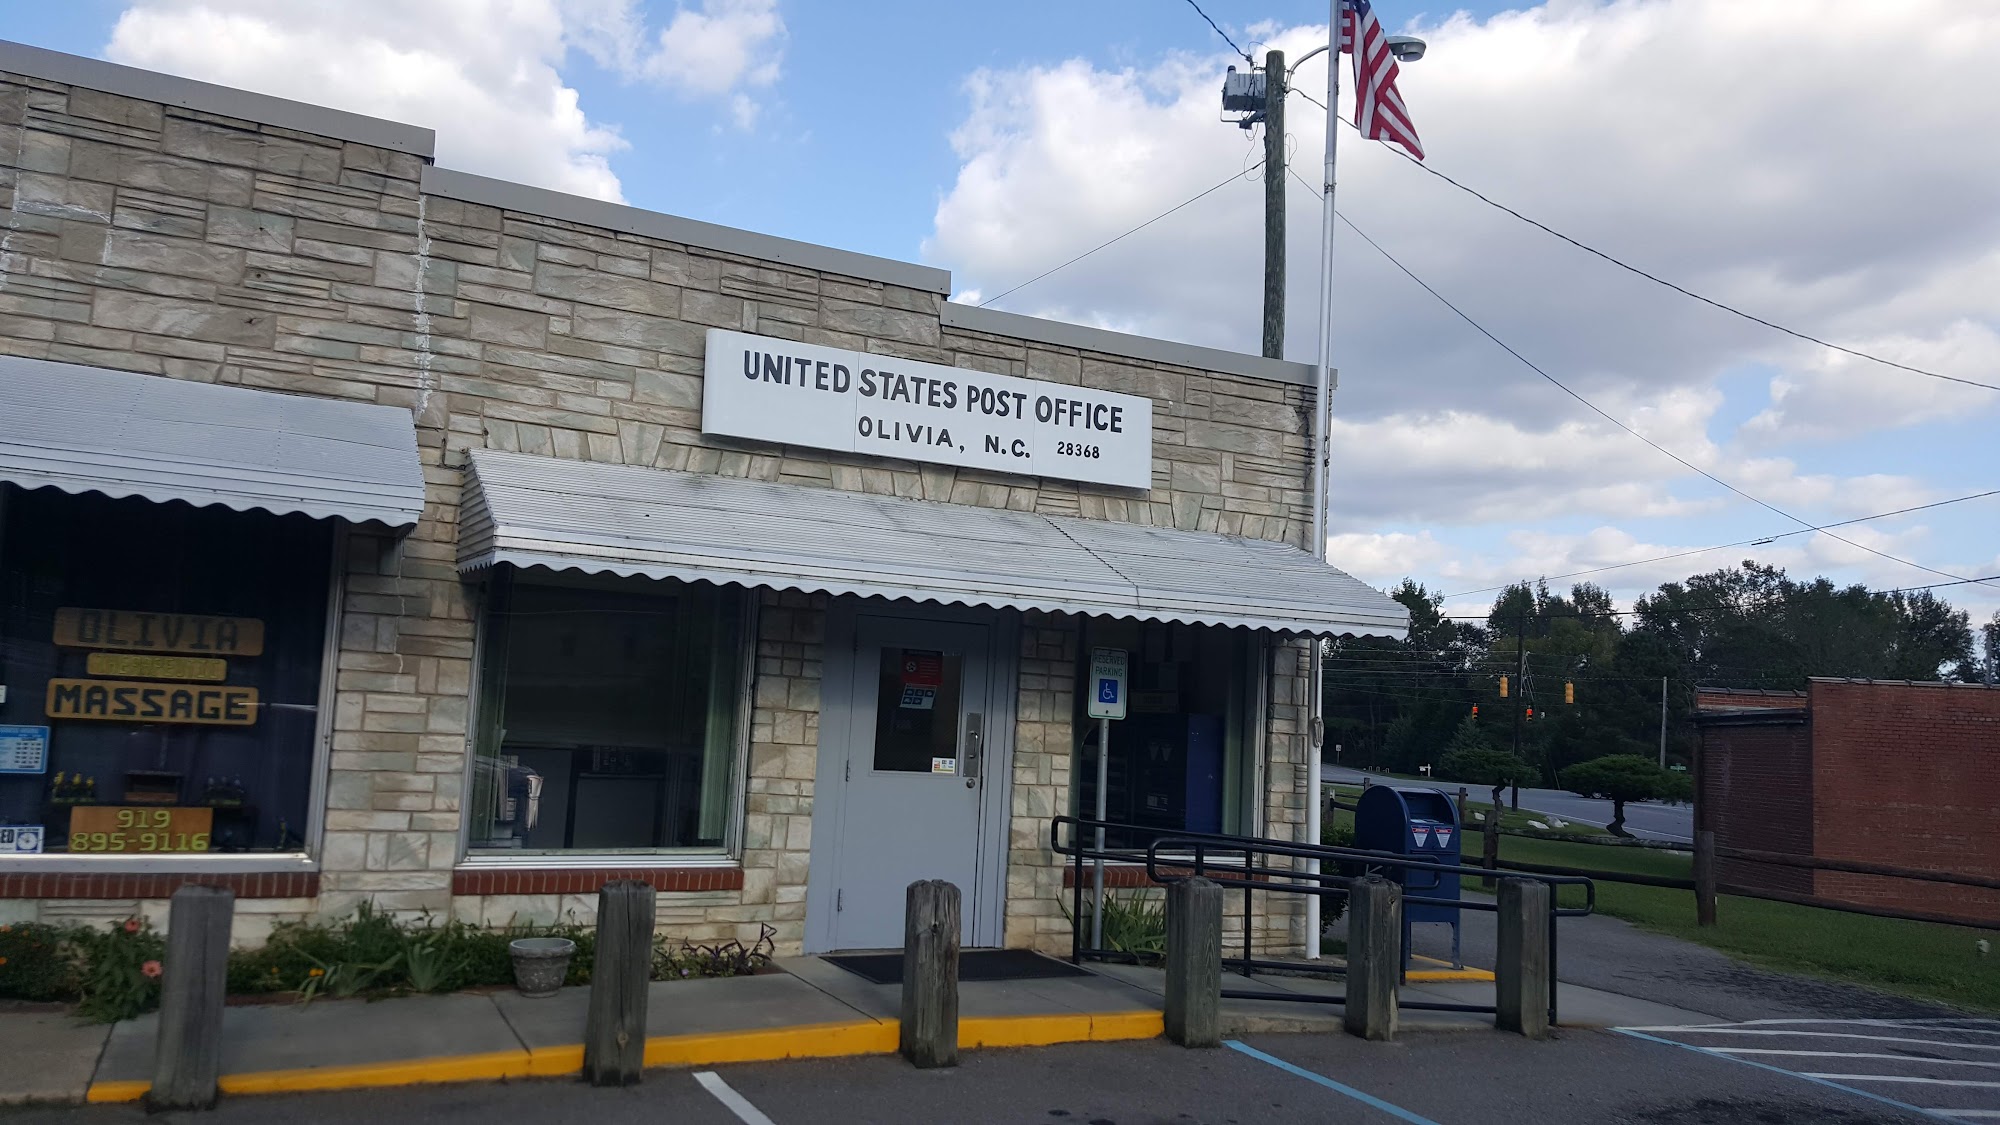 UNITED STATES POST OFFICE
OLIVIA, N.C. 28368
OLIVIA
MASSAGE
919
895-9116
RESERVED
PARKING